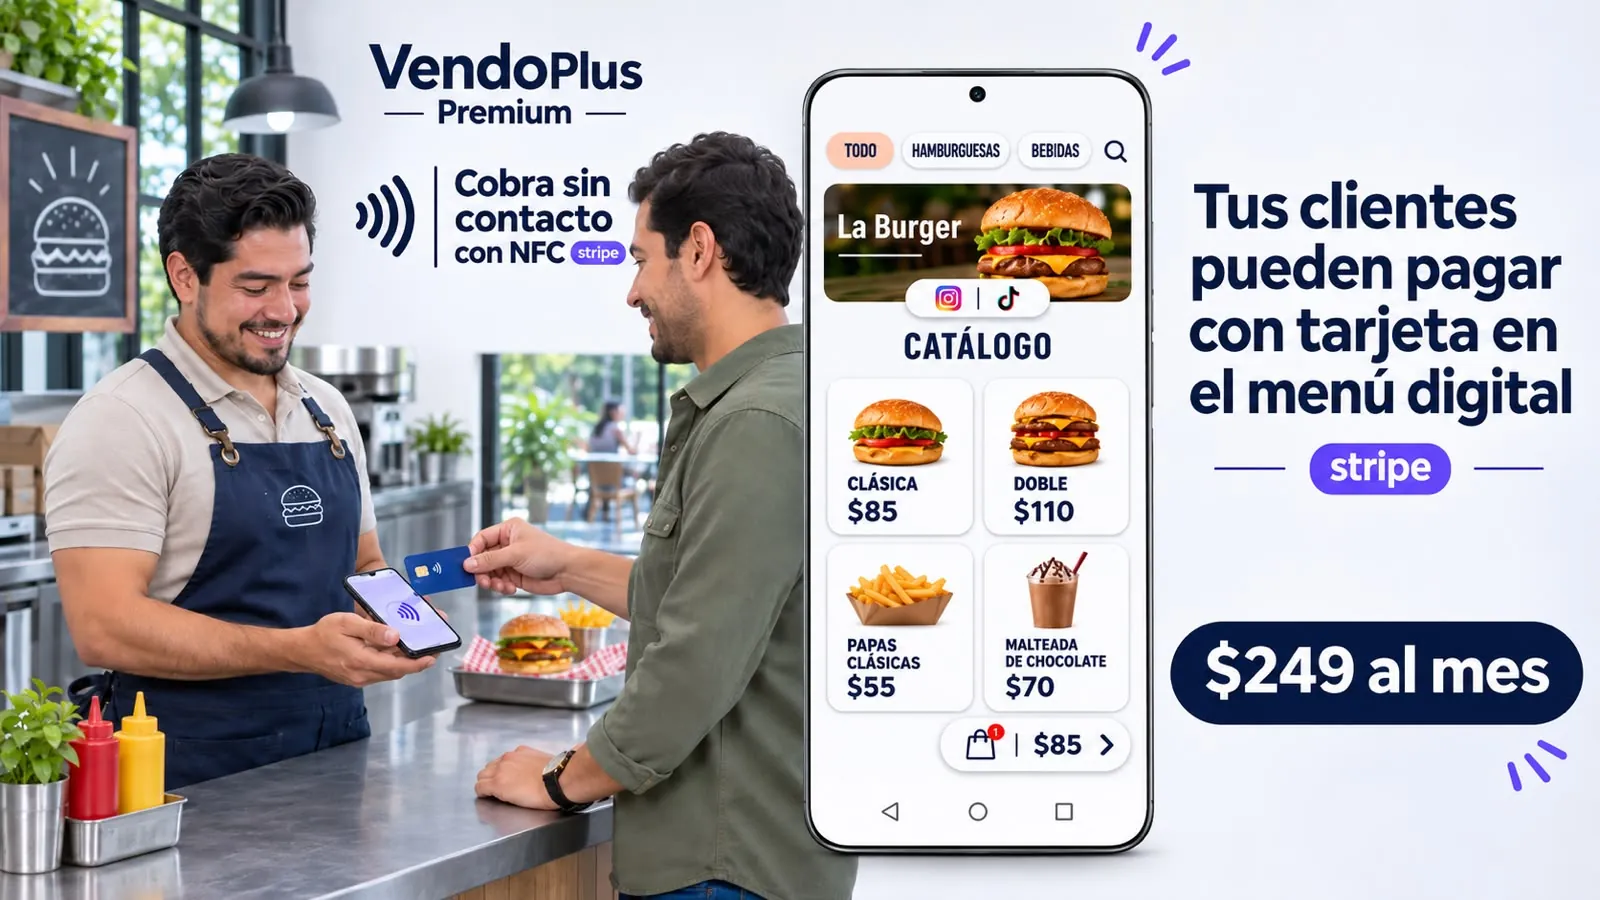 VendoPlus
Premium
Cobra sin
contacto
con NFC stripe
TODO
HAMBURGUESAS
BEBIDAS
La Burger
CATÁLOGO
CLÁSICA
$85
DOBLE
$110
PAPAS
CLÁSICAS
$55
MALTEADA
DE CHOCOLATE
$70
1
$85
Tus clientes
pueden pagar
con tarjeta en
el menú digital
stripe
$249 al mes